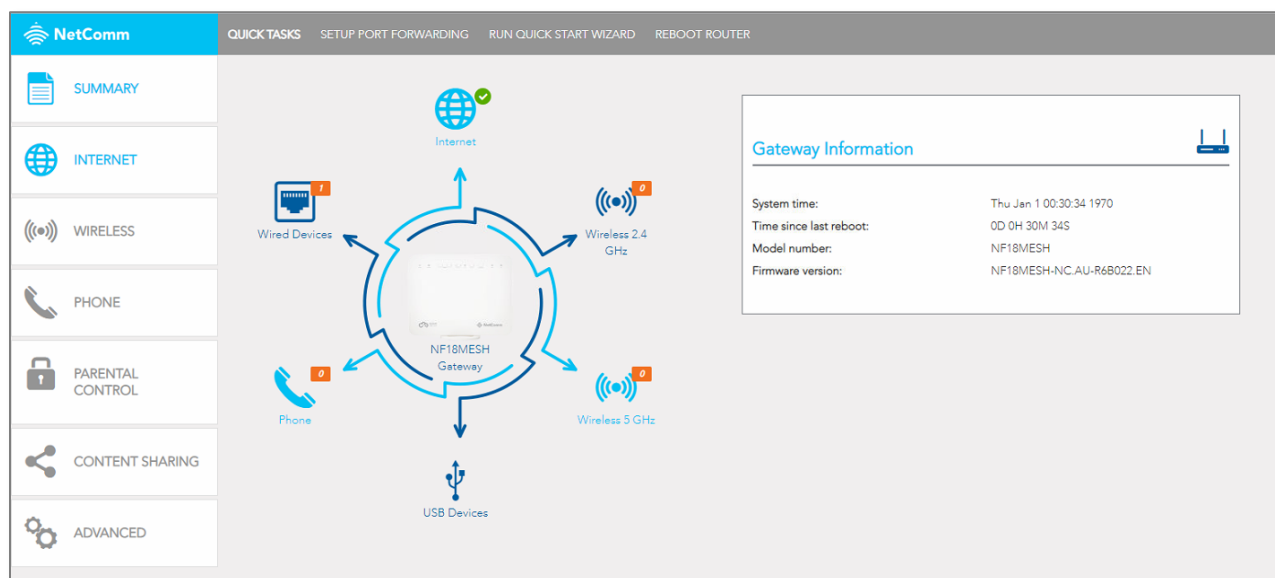 NetComm
QUICK TASKS SETUP PORT FORWARDING RUN QUICK START WIZARD REBOOT ROUTER
SUMMARY
INTERNET
WIRELESS
PHONE
PARENTAL
CONTROL
CONTENT SHARING
ADVANCED
Internet
1
Wired Devices
0
Wireless 2.4
GHz
NF18MESH
Gateway
0
Phone
0
Wireless 5 GHz
USB Devices
Gateway Information
System time: Thu Jan 1 00:30:34 1970
Time since last reboot: 0D 0H 30M 34S
Model number: NF18MESH
Firmware version: NF18MESH-NC.AU-R6B022.EN